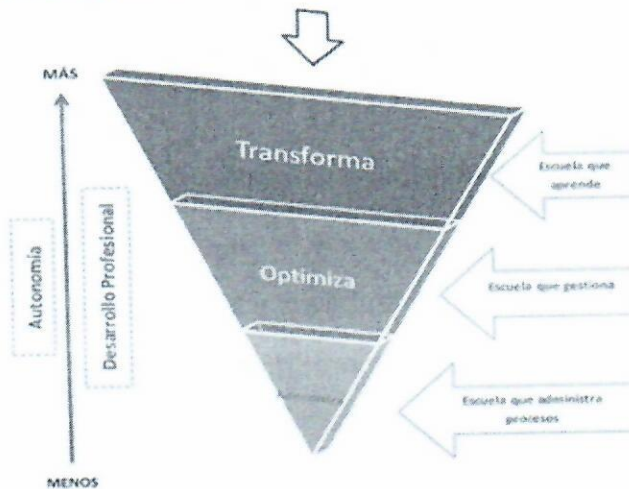 MÁS
Transforma
Escuela que
aprende
Autonomía
Desarrollo Profesional
Optimiza
Escuela que gestiona
Escuela que administra
procesos
MENOS